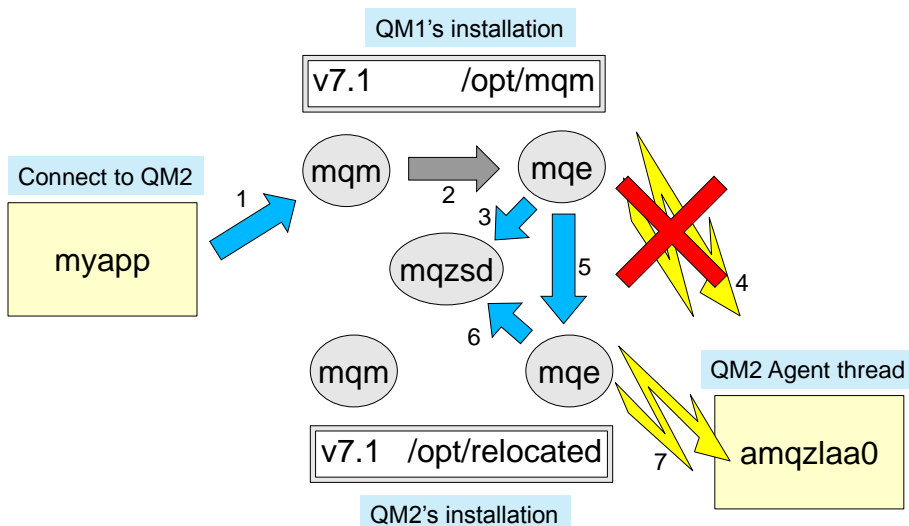 QM1’s installation
v7.1 /opt/mqm
mqm
2
mqe
Connect to QM2
1
3
4
myapp
mqzsd
5
6
mqm
mqe
QM2 Agent thread
v7.1 /opt/relocated
7
amqzlaa0
QM2’s installation